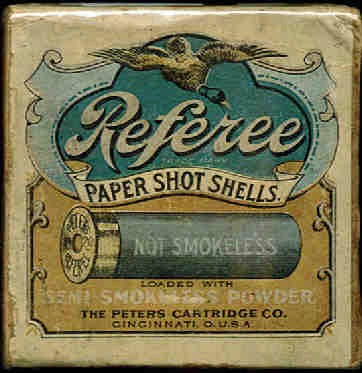 Referee
TRADE MARK
PAPER SHOT SHELLS.
NOT SMOKELESS
LOADED WITH
SEMI-SMOKELESS POWDER
THE PETERS CARTRIDGE CO.
CINCINNATI, O. U.S.A.